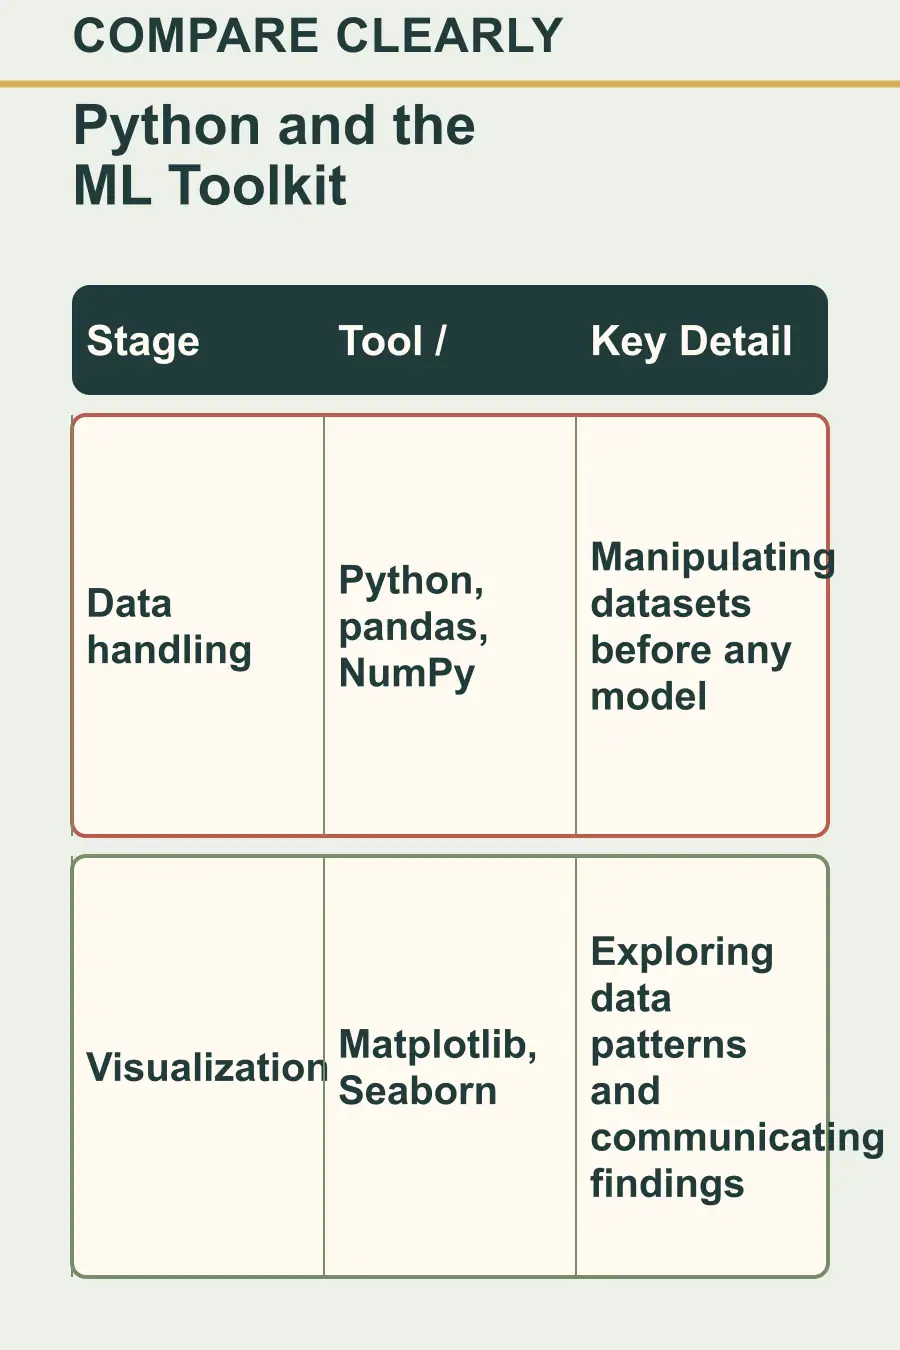 COMPARE CLEARLY
Python and the
ML Toolkit
Stage
Tool /
Key Detail
Data
handling
Python,
pandas,
NumPy
Manipulating
datasets
before any
model
Visualization
Matplotlib,
Seaborn
Exploring
data
patterns
and
communicating
findings